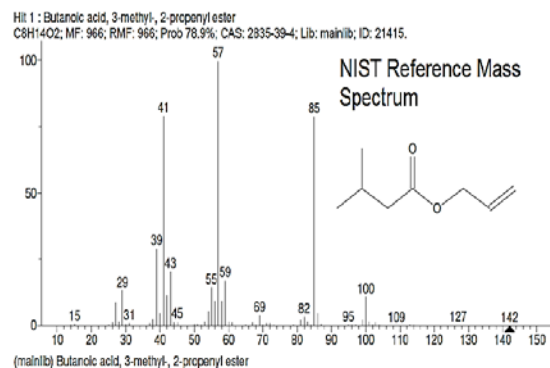 Hit 1 : Butanoic acid, 3-methyl-, 2-propenyl ester
C8H14O2; MF: 966; RMF: 966; Prob 78.9%; CAS: 2835-39-4; Lib: mainlib; ID: 21415.
NIST Reference Mass
Spectrum
100
50
0
57
41
85
39
43
29
55
59
100
15
31
45
69
82
95
109
127
142
O
O
10 20 30 40 50 60 70 80 90 100 110 120 130 140 150
(mainlib) Butanoic acid, 3-methyl-, 2-propenyl ester